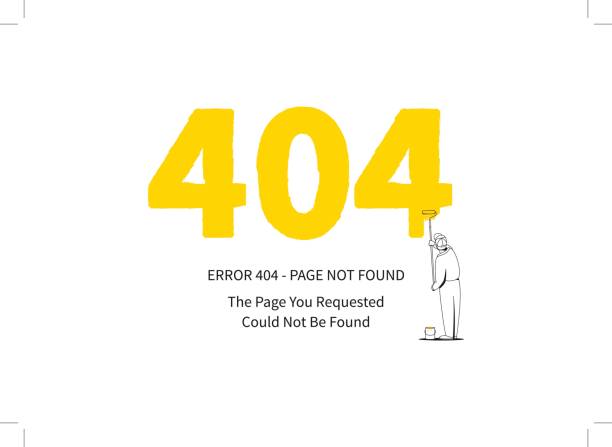 404
ERROR 404 - PAGE NOT FOUND
The Page You Requested
Could Not Be Found